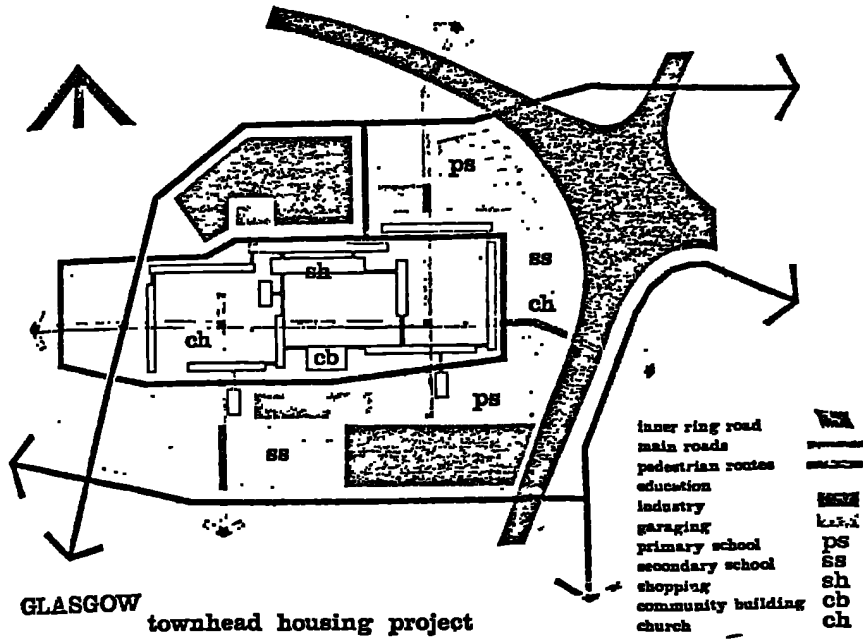 ps
ss
sh
ch
ch
cb
ps
ss
inner ring road
main roads
pedestrian routes
education
industry
garaging
primary school ps
secondary school ss
shopping sh
community building cb
church ch
GLASGOW
townhead housing project